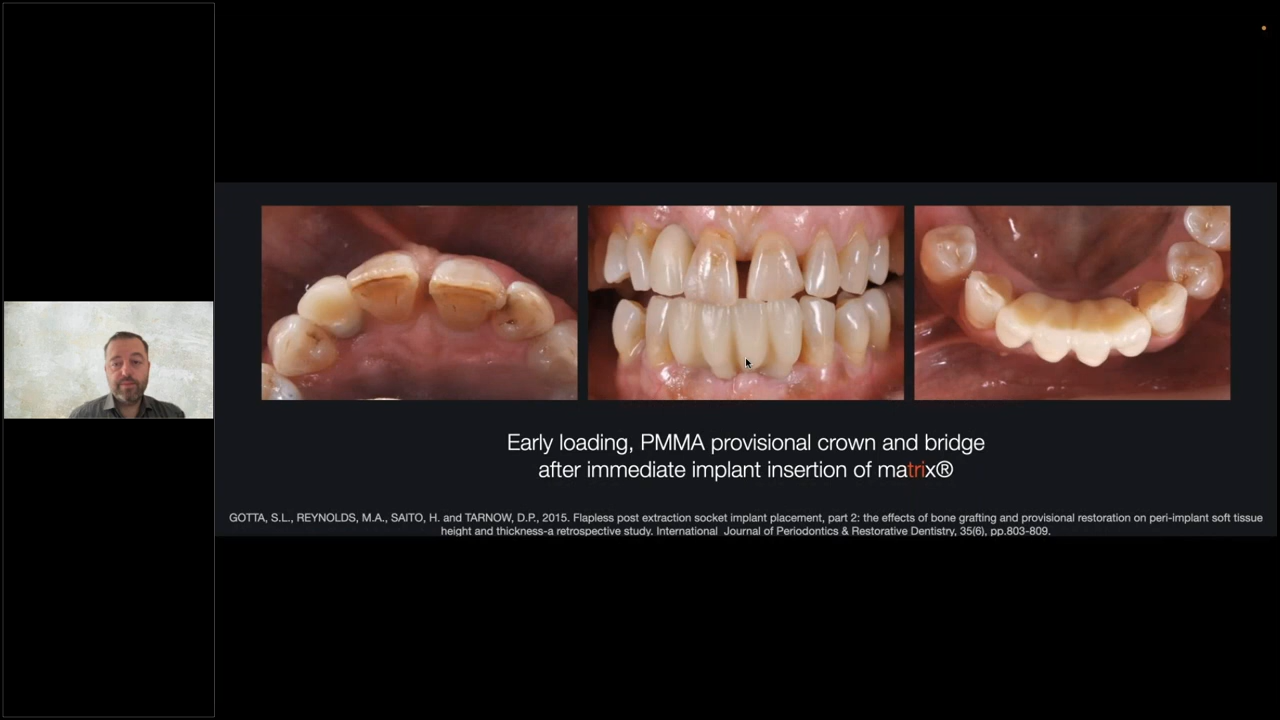 Early loading, PMMA provisional crown and bridge
after immediate implant insertion of matrix®
GOTTA, S.L., REYNOLDS, M.A., SAITO, H. and TARNOW, D.P., 2015. Flapless post extraction socket implant placement, part 2: the effects of bone grafting and provisional restoration on peri-implant soft tissue
height and thickness-a retrospective study. International Journal of Periodontics & Restorative Dentistry, 35(6), pp.803-809.